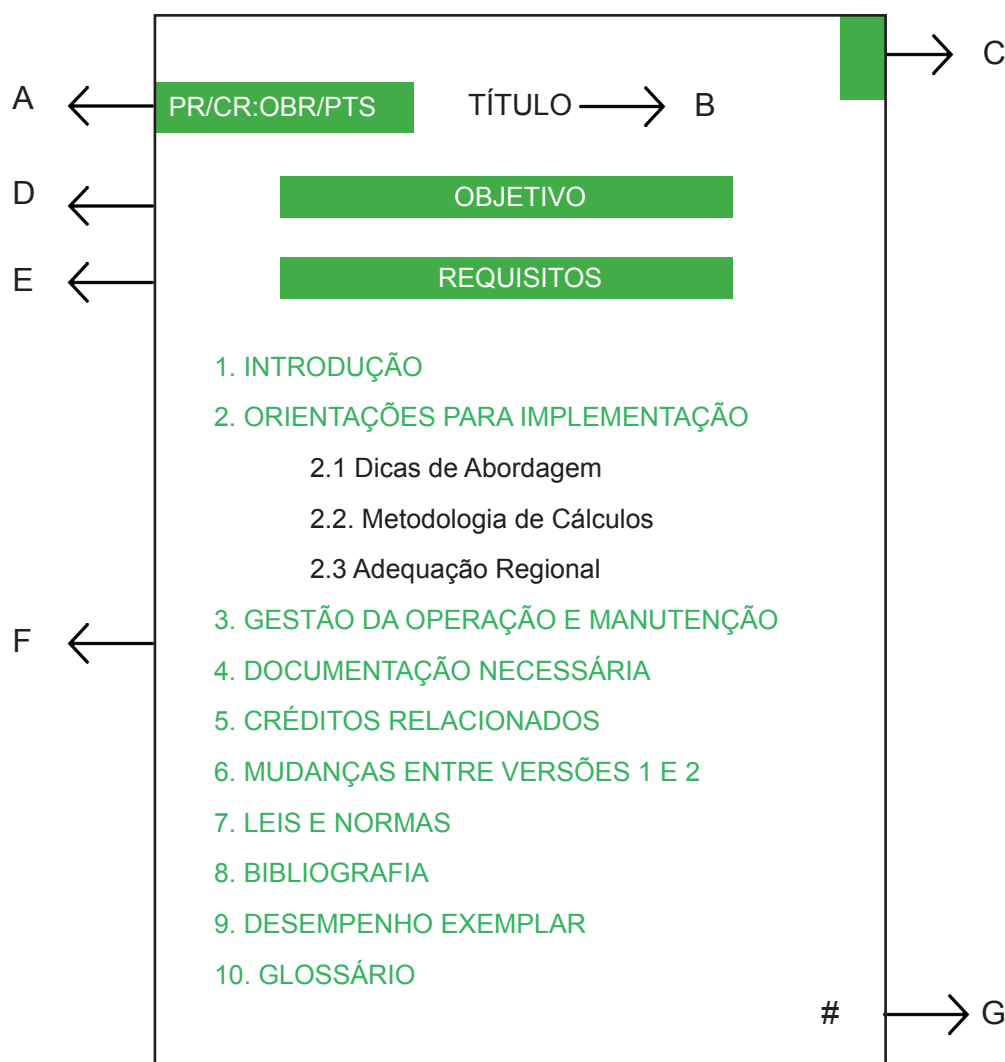 C
A
PR/CR:OBR/PTS TÍTULO B
D
OBJETIVO
E
REQUISITOS
1. INTRODUÇÃO
2. ORIENTAÇÕES PARA IMPLEMENTAÇÃO
2.1 Dicas de Abordagem
2.2. Metodologia de Cálculos
2.3 Adequação Regional
3. GESTÃO DA OPERAÇÃO E MANUTENÇÃO
F
4. DOCUMENTAÇÃO NECESSÁRIA
5. CRÉDITOS RELACIONADOS
6. MUDANÇAS ENTRE VERSÕES 1 E 2
7. LEIS E NORMAS
8. BIBLIOGRAFIA
9. DESEMPENHO EXEMPLAR
10. GLOSSÁRIO
# G